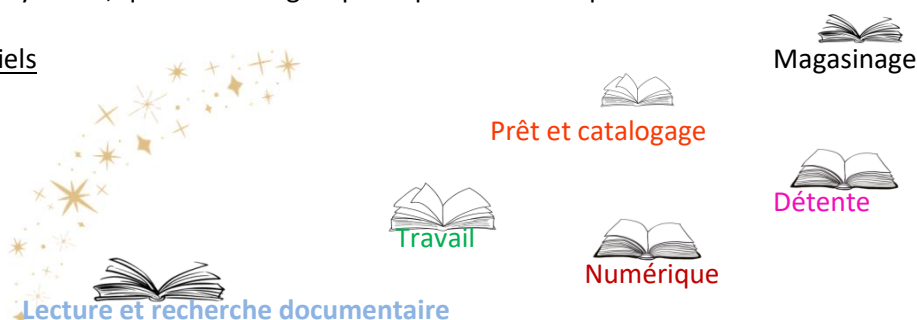 iels
Magasinage
Prêt et catalogage
Détente
Travail
Numérique
Lecture et recherche documentaire